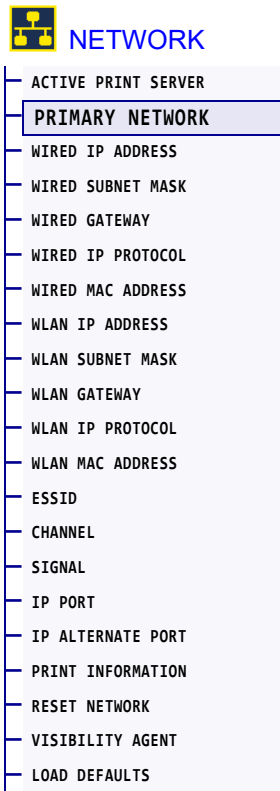 NETWORK
ACTIVE PRINT SERVER
PRIMARY NETWORK
WIRED IP ADDRESS
WIRED SUBNET MASK
WIRED GATEWAY
WIRED IP PROTOCOL
WIRED MAC ADDRESS
WLAN IP ADDRESS
WLAN SUBNET MASK
WLAN GATEWAY
WLAN IP PROTOCOL
WLAN MAC ADDRESS
ESSID
CHANNEL
SIGNAL
IP PORT
IP ALTERNATE PORT
PRINT INFORMATION
RESET NETWORK
VISIBILITY AGENT
LOAD DEFAULTS